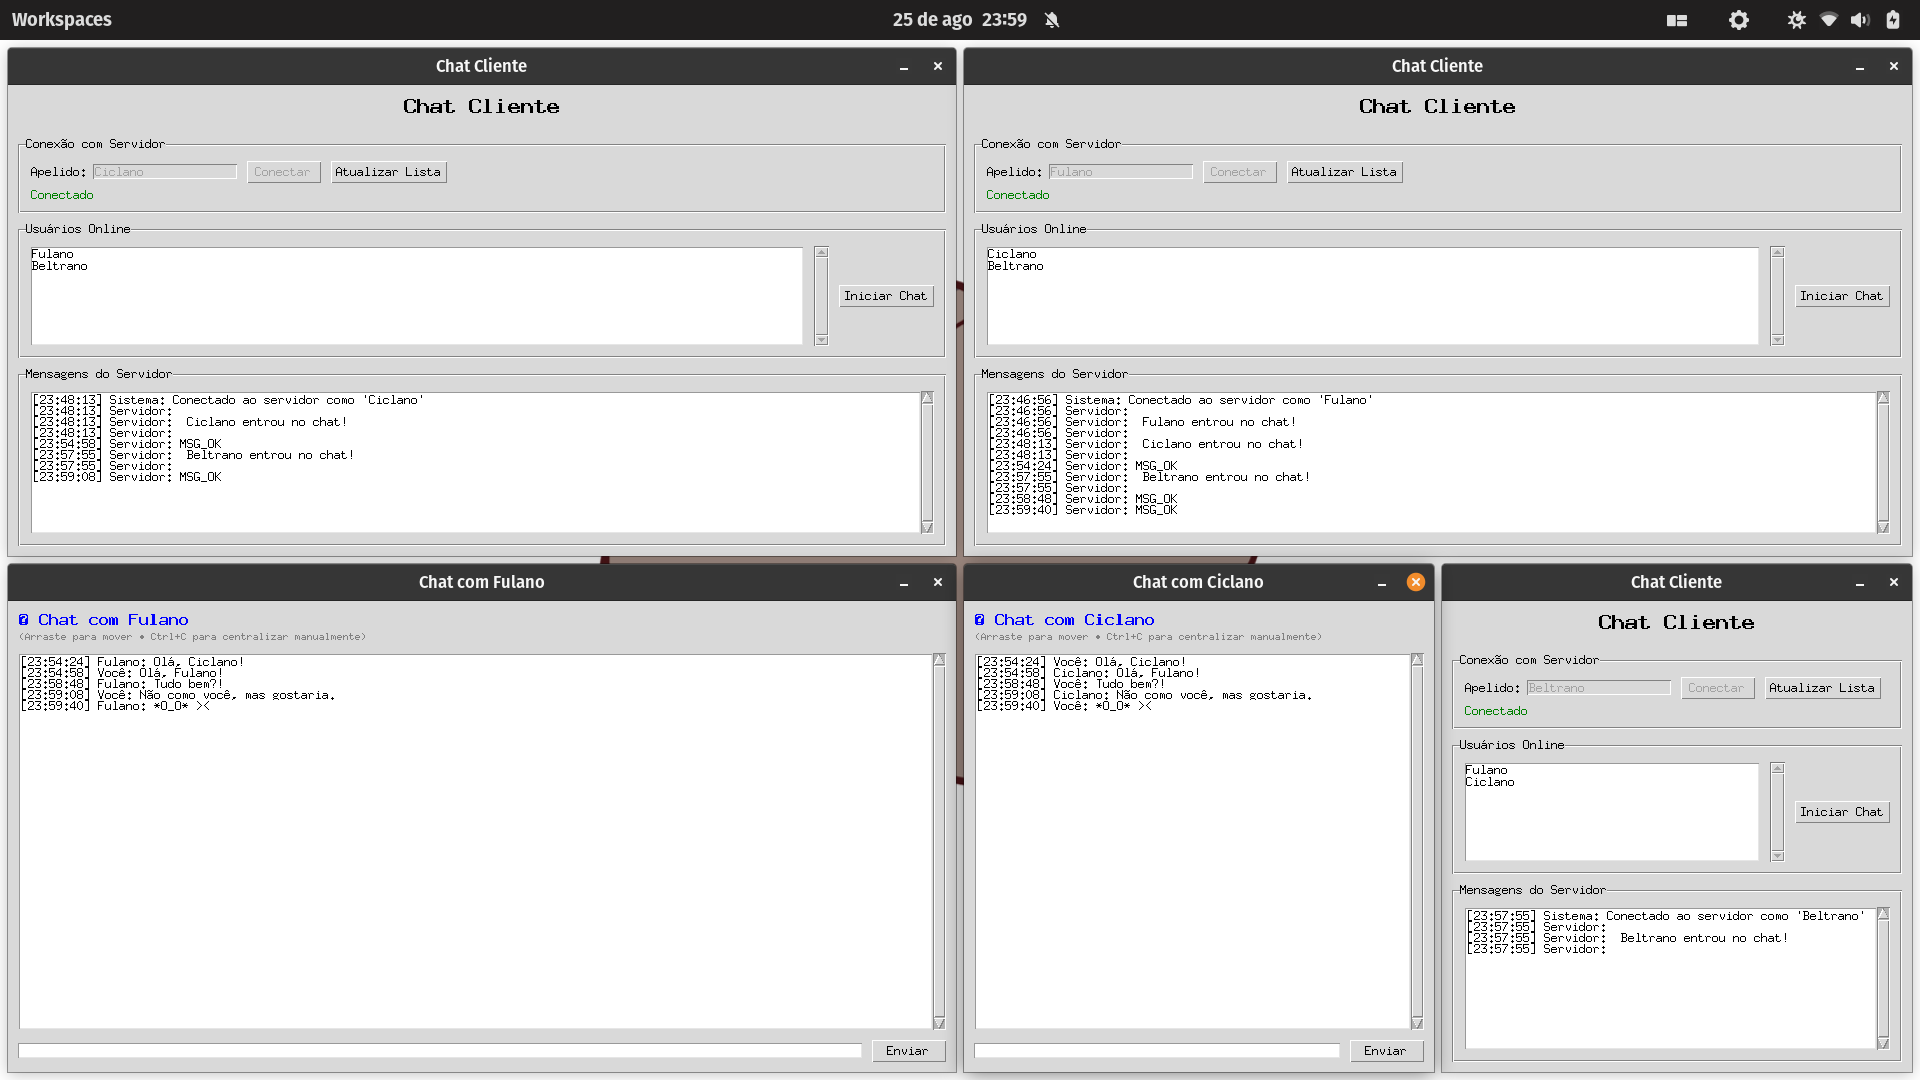 Workspaces
25 de ago 23:59
Chat Cliente
Chat Cliente
Conexão com Servidor
Apelido: Ciclano Conectar Atualizar Lista
Conectado
Usuários Online
Fulano
Beltrano
Iniciar Chat
Mensagens do Servidor
[23:48:13] Sistema: Conectado ao servidor como 'Ciclano'
[23:48:13] Servidor:
[23:48:13] Servidor:  Ciclano entrou no chat!
[23:48:13] Servidor:
[23:54:58] Servidor: MSG_OK
[23:57:55] Servidor:  Beltrano entrou no chat!
[23:57:55] Servidor:
[23:59:08] Servidor: MSG_OK
Chat Cliente
Chat Cliente
Conexão com Servidor
Apelido: Fulano Conectar Atualizar Lista
Conectado
Usuários Online
Ciclano
Beltrano
Iniciar Chat
Mensagens do Servidor
[23:46:56] Sistema: Conectado ao servidor como 'Fulano'
[23:46:56] Servidor:
[23:46:56] Servidor:  Fulano entrou no chat!
[23:46:56] Servidor:
[23:48:13] Servidor:  Ciclano entrou no chat!
[23:48:13] Servidor:
[23:54:24] Servidor: MSG_OK
[23:57:55] Servidor:  Beltrano entrou no chat!
[23:57:55] Servidor:
[23:58:48] Servidor: MSG_OK
[23:59:40] Servidor: MSG_OK
Chat com Fulano
Chat com Fulano
(Arraste para mover • Ctrl+C para centralizar manualmente)
[23:54:24] Fulano: Olá, Ciclano!
[23:54:58] Você: Olá, Fulano!
[23:58:48] Fulano: Tudo bem?!
[23:59:08] Você: Não como você, mas gostaria.
[23:59:40] Fulano: *O_O* ><
Enviar
Chat com Ciclano
Chat com Ciclano
(Arraste para mover • Ctrl+C para centralizar manualmente)
[23:54:24] Você: Olá, Ciclano!
[23:54:58] Ciclano: Olá, Fulano!
[23:58:48] Você: Tudo bem?!
[23:59:08] Ciclano: Não como você, mas gostaria.
[23:59:40] Você: *O_O* ><
Enviar
Chat Cliente
Chat Cliente
Conexão com Servidor
Apelido: Beltrano Conectar Atualizar Lista
Conectado
Usuários Online
Fulano
Ciclano
Iniciar Chat
Mensagens do Servidor
[23:57:55] Sistema: Conectado ao servidor como 'Beltrano'
[23:57:55] Servidor:
[23:57:55] Servidor:  Beltrano entrou no chat!
[23:57:55] Servidor: